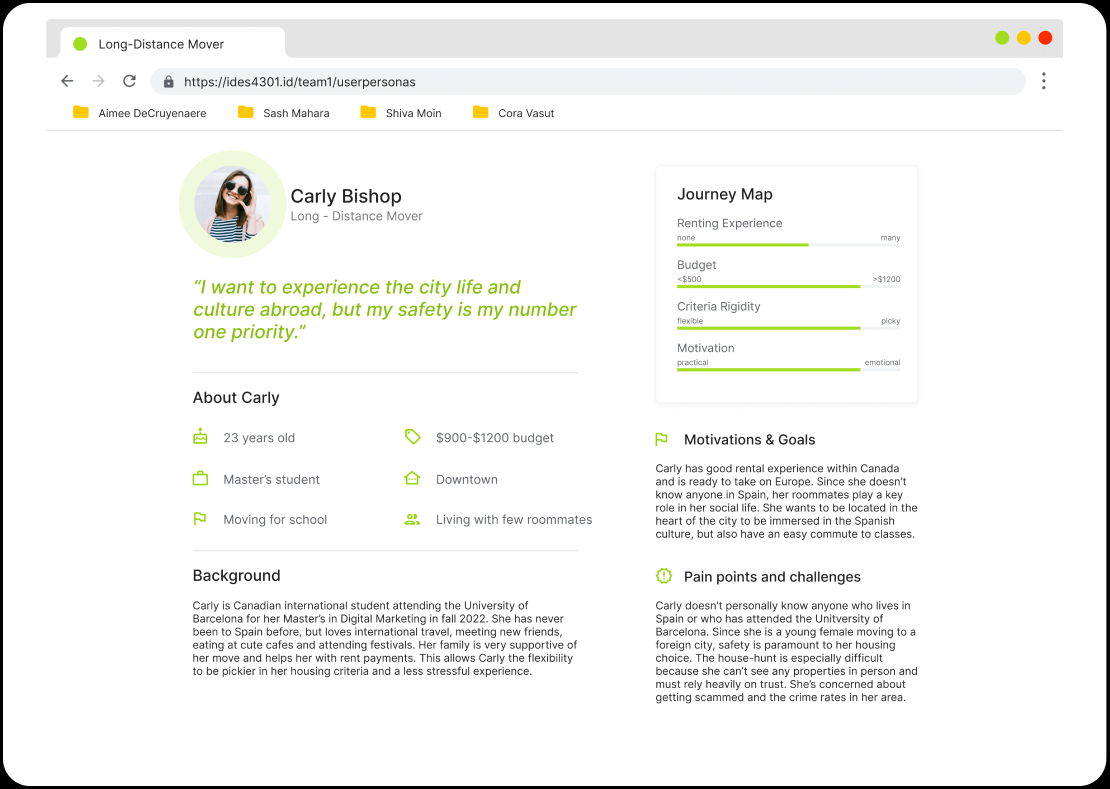 Long-Distance Mover
https://ides4301.id/team1/userpersonas
Aimee DeCruyenaere
Sash Mahara
Shiva Moin
Cora Vasut
Carly Bishop
Long - Distance Mover
“I want to experience the city life and
culture abroad, but my safety is my number
one priority.”
About Carly
23 years old
$900-$1200 budget
Master’s student
Downtown
Moving for school
Living with few roommates
Background
Carly is Canadian international student attending the University of
Barcelona for her Master’s in Digital Marketing in fall 2022. She has never
been to Spain before, but loves international travel, meeting new friends,
eating at cute cafes and attending festivals. Her family is very supportive of
her move and helps her with rent payments. This allows Carly the flexibility
to be pickier in her housing criteria and a less stressful experience.
Journey Map
Renting Experience
none many
Budget
<$500 >$1200
Criteria Rigidity
flexible picky
Motivation
practical emotional
Motivations & Goals
Carly has good rental experience within Canada
and is ready to take on Europe. Since she doesn’t
know anyone in Spain, her roommates play a key
role in her social life. She wants to be located in the
heart of the city to be immersed in the Spanish
culture, but also have an easy commute to classes.
Pain points and challenges
Carly doesn’t personally know anyone who lives in
Spain or who has attended the Unitversity of
Barcelona. Since she is a young female moving to a
foreign city, safety is paramount to her housing
choice. The house-hunt is especially difficult
because she can’t see any properties in person and
must rely heavily on trust. She’s concerned about
getting scammed and the crime rates in her area.